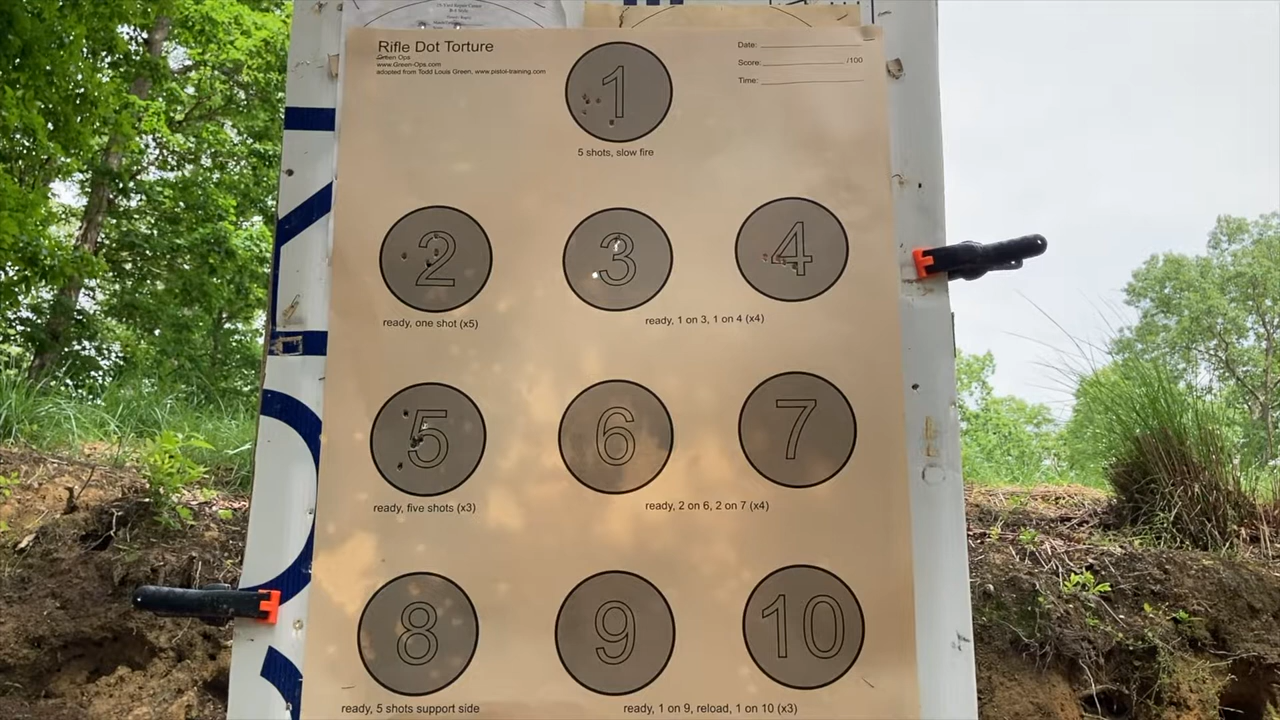 Rifle Dot Torture
Green Ops
www.Green-Ops.com
adopted from Todd Louis Green, www.pistol-training.com
Date:
Score: /100
Time:
1
5 shots, slow fire
2
3
4
ready, one shot (x5)
ready, 1 on 3, 1 on 4 (x4)
5
6
7
ready, five shots (x3)
ready, 2 on 6, 2 on 7 (x4)
8
9
10
ready, 5 shots support side
ready, 1 on 9, reload, 1 on 10 (x3)